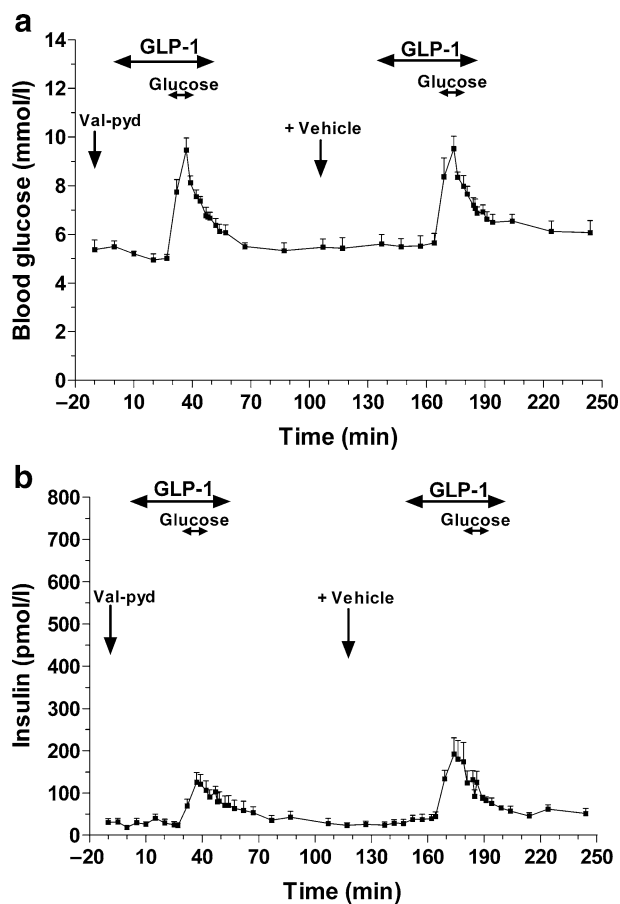 a
14
12
10
8
6
4
2
0
Blood glucose (mmol/l)
GLP-1
GLP-1
Glucose
Glucose
Val-pyd
+ Vehicle
–20 10 40 70 100 130 160 190 220 250
Time (min)
b
800
700
600
500
400
300
200
100
0
Insulin (pmol/l)
GLP-1
GLP-1
Glucose
Glucose
Val-pyd
+ Vehicle
–20 10 40 70 100 130 160 190 220 250
Time (min)